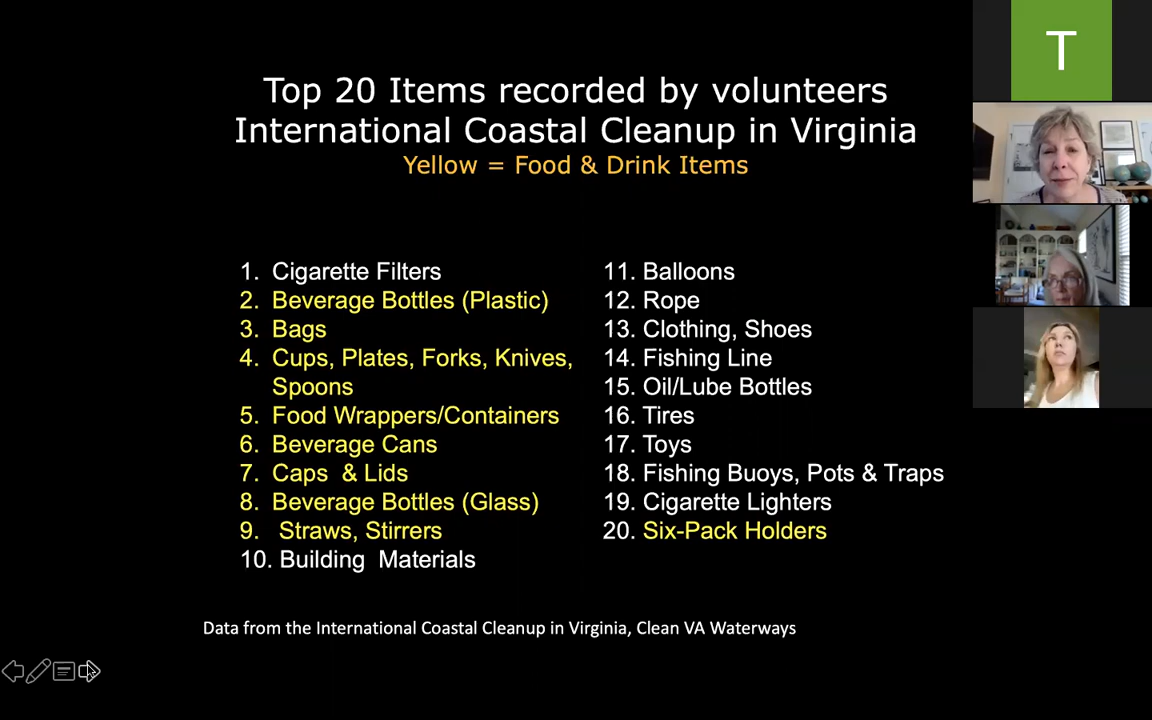 Top 20 Items recorded by volunteers
International Coastal Cleanup in Virginia
Yellow = Food & Drink Items
1. Cigarette Filters
2. Beverage Bottles (Plastic)
3. Bags
4. Cups, Plates, Forks, Knives,
Spoons
5. Food Wrappers/Containers
6. Beverage Cans
7. Caps & Lids
8. Beverage Bottles (Glass)
9. Straws, Stirrers
10. Building Materials
11. Balloons
12. Rope
13. Clothing, Shoes
14. Fishing Line
15. Oil/Lube Bottles
16. Tires
17. Toys
18. Fishing Buoys, Pots & Traps
19. Cigarette Lighters
20. Six-Pack Holders
Data from the International Coastal Cleanup in Virginia, Clean VA Waterways
T